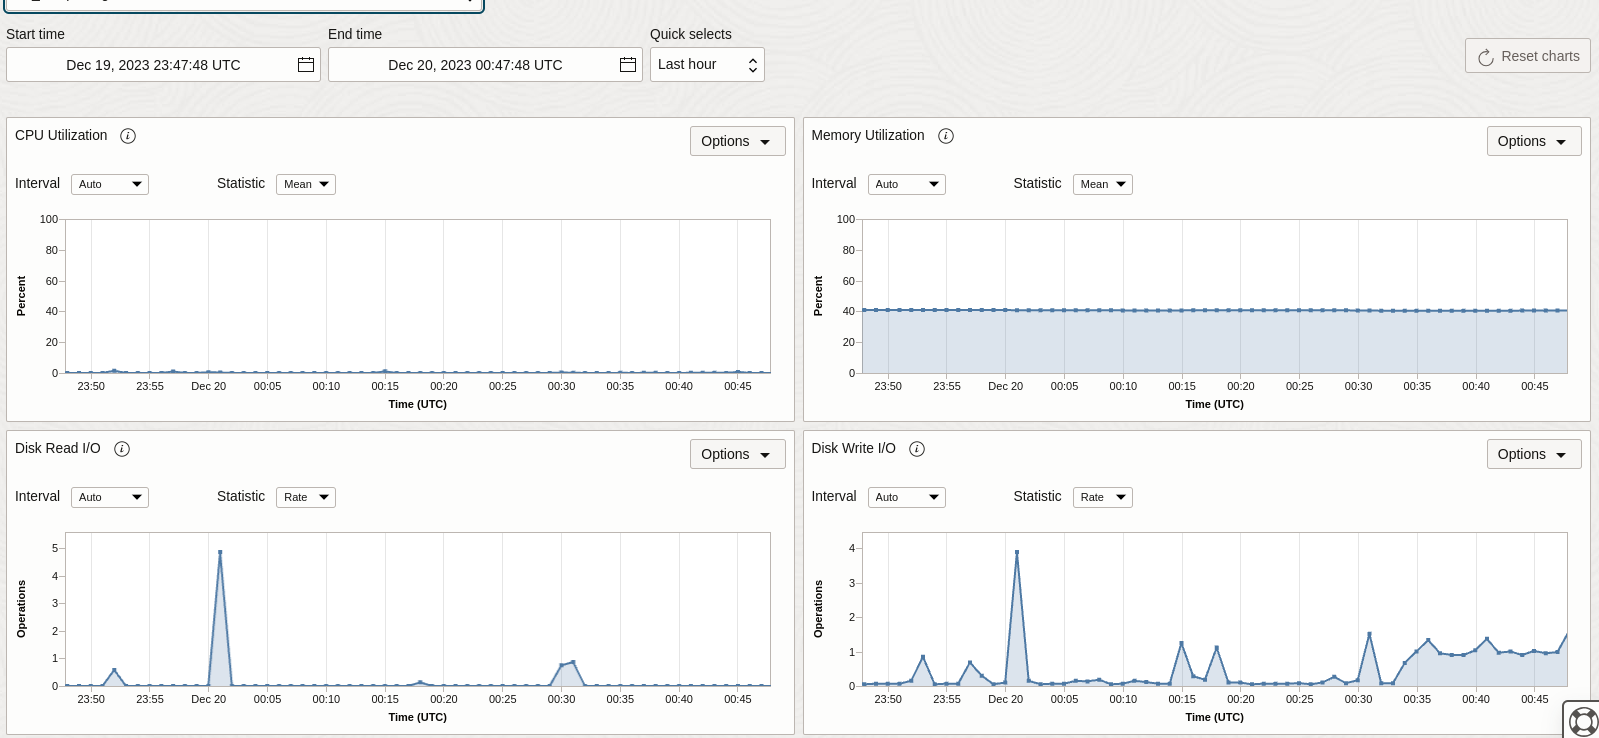 Start time
End time
Quick selects
Dec 19, 2023 23:47:48 UTC
Dec 20, 2023 00:47:48 UTC
Last hour
Reset charts
CPU Utilization
Options
Interval
Auto
Statistic
Mean
100
80
60
40
20
0
Percent
23:50 23:55 Dec 20 00:05 00:10 00:15 00:20 00:25 00:30 00:35 00:40 00:45
Time (UTC)
Memory Utilization
Options
Interval
Auto
Statistic
Mean
100
80
60
40
20
0
Percent
23:50 23:55 Dec 20 00:05 00:10 00:15 00:20 00:25 00:30 00:35 00:40 00:45
Time (UTC)
Disk Read I/O
Options
Interval
Auto
Statistic
Rate
5
4
3
2
1
0
Operations
23:50 23:55 Dec 20 00:05 00:10 00:15 00:20 00:25 00:30 00:35 00:40 00:45
Time (UTC)
Disk Write I/O
Options
Interval
Auto
Statistic
Rate
4
3
2
1
0
Operations
23:50 23:55 Dec 20 00:05 00:10 00:15 00:20 00:25 00:30 00:35 00:40 00:45
Time (UTC)